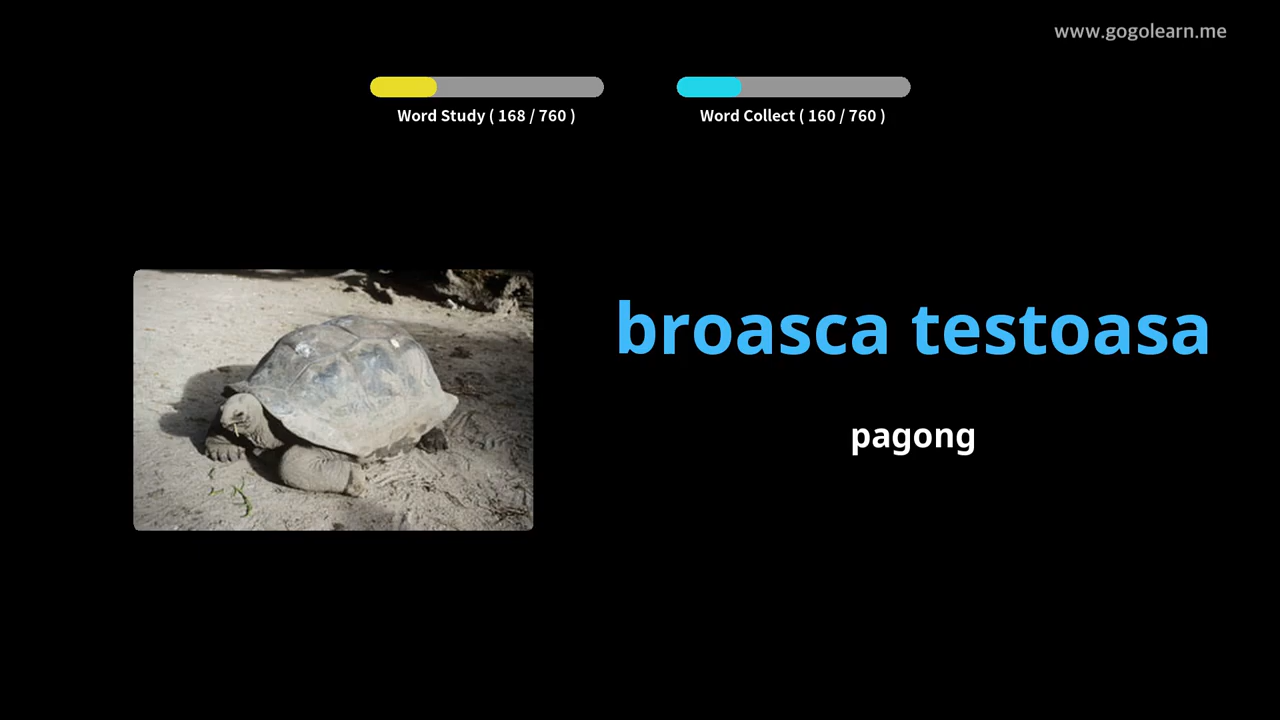 www.gogolearn.me
Word Study ( 168 / 760 )
Word Collect ( 160 / 760 )
broasca testoasa
pagong